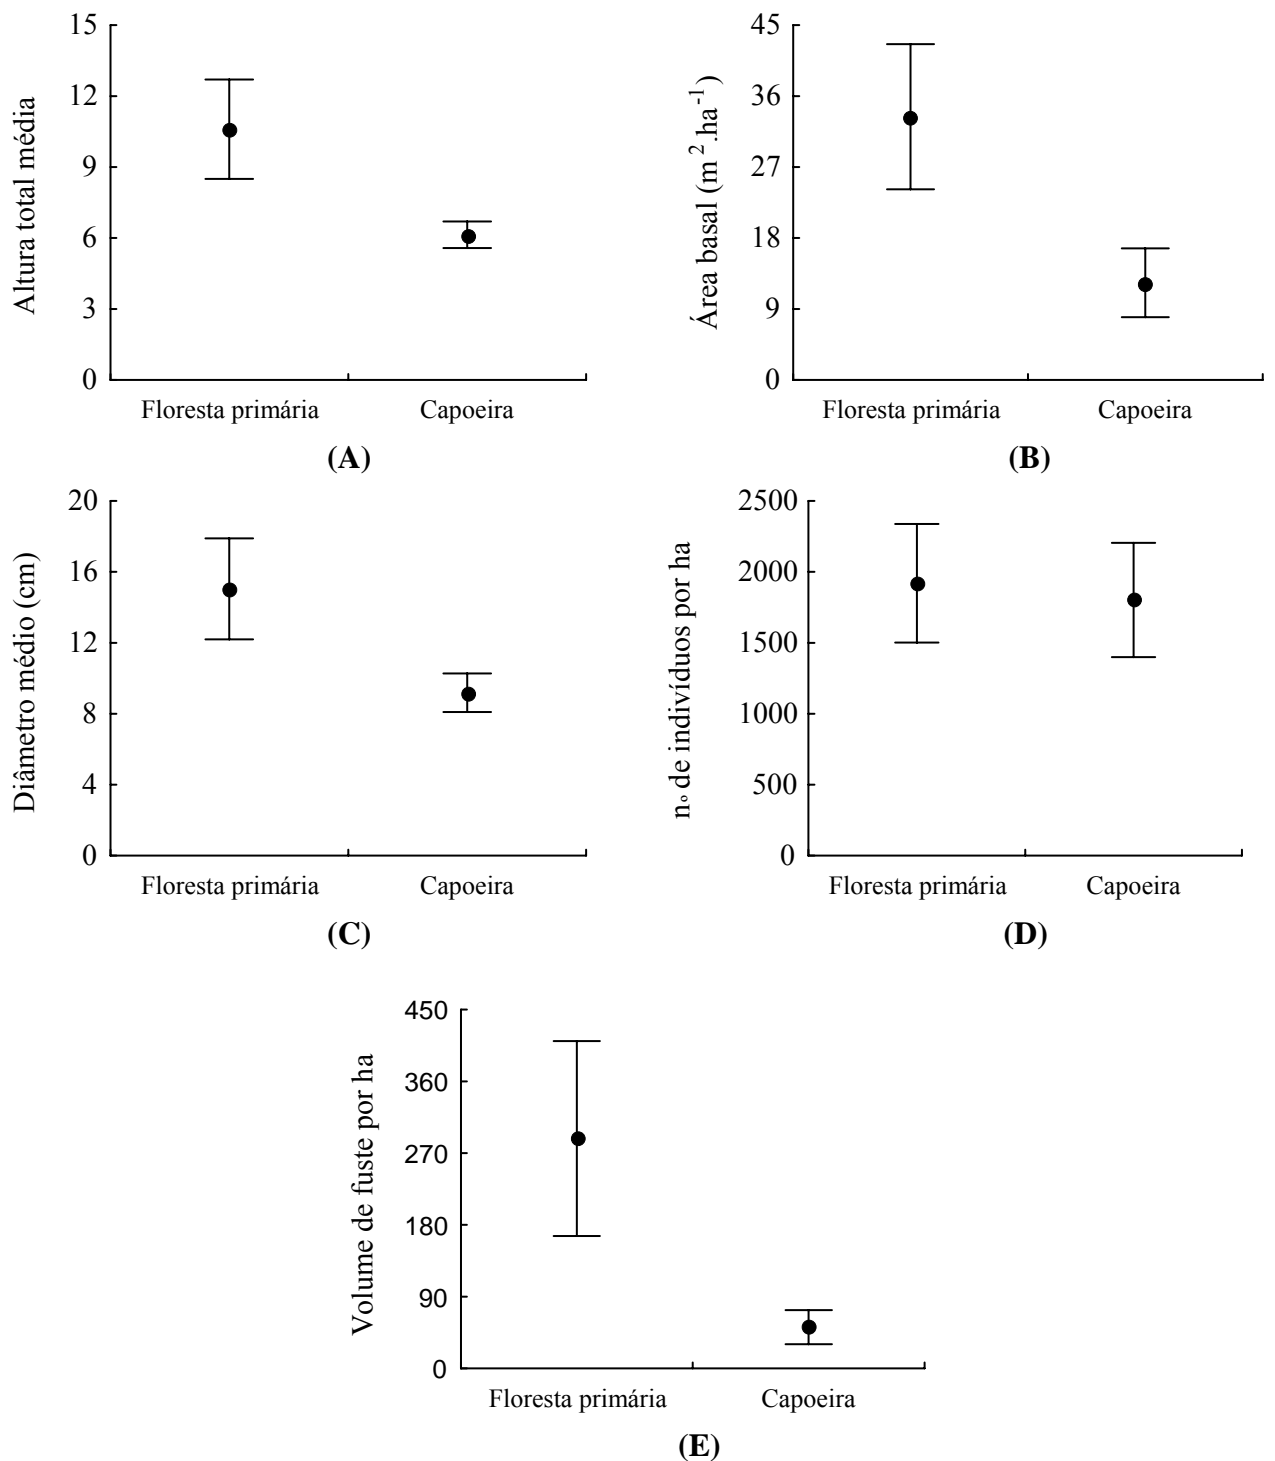 Altura total média
15
12
9
6
3
0
Floresta primária
Capoeira
(A)
Área basal (m².ha⁻¹)
45
36
27
18
9
0
Floresta primária
Capoeira
(B)
Diâmetro médio (cm)
20
16
12
8
4
0
Floresta primária
Capoeira
(C)
nº de indivíduos por ha
2500
2000
1500
1000
500
0
Floresta primária
Capoeira
(D)
Volume de fuste por ha
450
360
270
180
90
0
Floresta primária
Capoeira
(E)